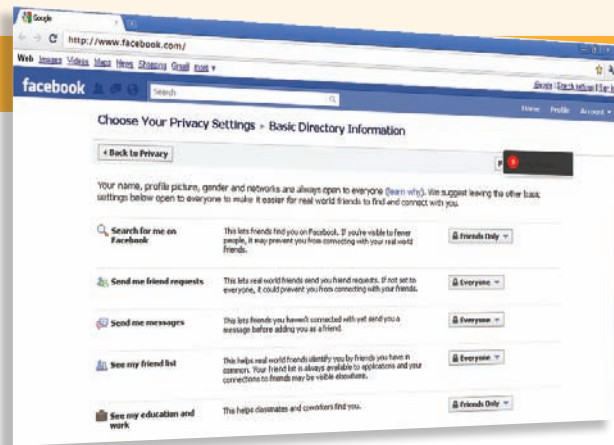 Google
http://www.facebook.com/
Web Images Videos Maps News Shopping Gmail more ▾
facebook
Search
Home Profile Account ▾
Choose Your Privacy Settings ▸ Basic Directory Information
◂ Back to Privacy
Your name, profile picture, gender and networks are always open to everyone (learn why). We suggest leaving the other basic
settings below open to everyone to make it easier for real world friends to find and connect
with you.
Search for me on
Facebook
This lets friends find you on Facebook. If you're visible to fewer
people, it may prevent you from connecting with your real world
friends.
Friends Only ▾
Send me friend requests
This lets real world friends send you friend requests. If not set to
everyone, it could prevent you from connecting with your friends.
Everyone ▾
Send me messages
This lets friends you haven't connected with yet send you a
message before adding you as a friend.
Everyone ▾
See my friend list
This helps real world friends identify you by friends you have in
common. Your friend list is always available to applications and your
connections to friends may be visible elsewhere.
Everyone ▾
See my education and
work
This helps classmates and coworkers find you.
Friends Only ▾